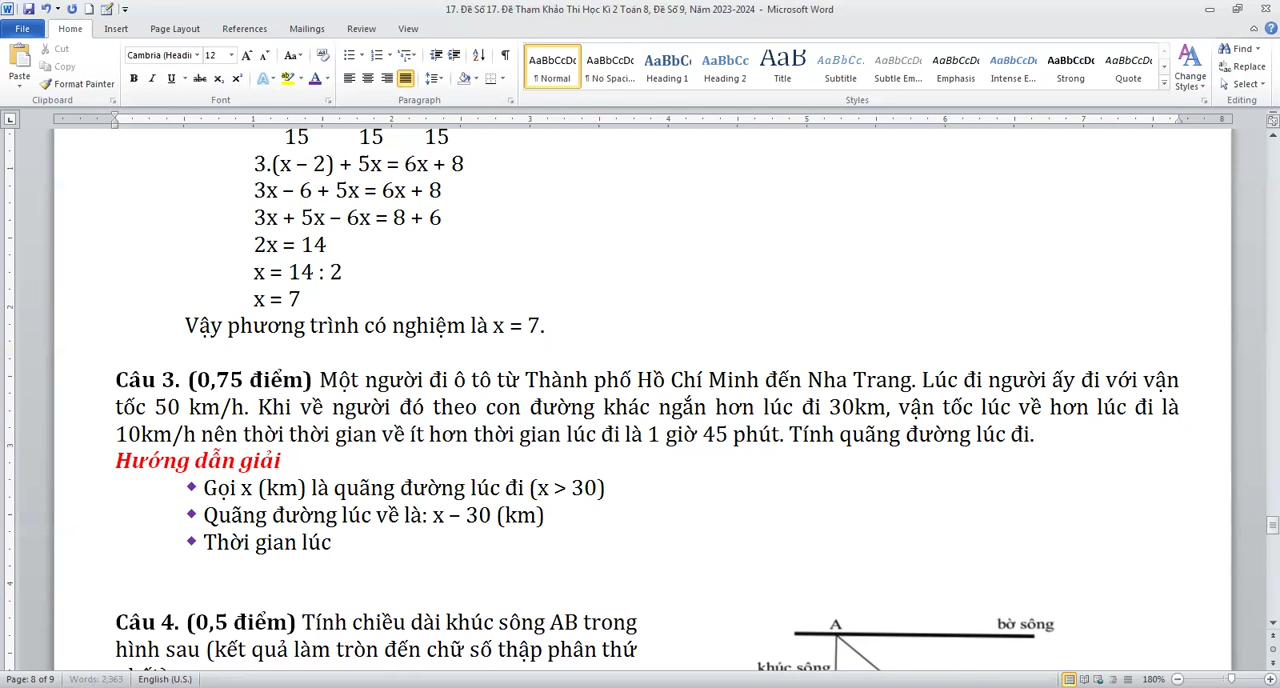 17. Đề Số 17. Đề Tham Khảo Thi Học Kì 2 Toán 8, Đề Số 9, Năm 2023-2024 - Microsoft Word
File Home Insert Page Layout References Mailings Review View
Paste
Cut
Copy
Format Painter
Clipboard
Cambria (Headi 12
Font
Paragraph
AaBbCcDc AaBbCcDc AaBbC AaBbCc AaB AaBbCc. AaBbCcDc AaBbCcDc AaBbCcDc AaBbCcDc AaBbCcDc
¶ Normal ¶ No Spaci... Heading 1 Heading 2 Title Subtitle Subtle Em... Emphasis Intense E... Strong Quote
Styles
Change
Styles
Find
Replace
Select
Editing
15 15 15
3.(x – 2) + 5x = 6x + 8
3x – 6 + 5x = 6x + 8
3x + 5x – 6x = 8 + 6
2x = 14
x = 14 : 2
x = 7
Vậy phương trình có nghiệm là x = 7.
Câu 3. (0,75 điểm) Một người đi ô tô từ Thành phố Hồ Chí Minh đến Nha Trang. Lúc đi người ấy đi với vận
tốc 50 km/h. Khi về người đó theo con đường khác ngắn hơn lúc đi 30km, vận tốc lúc về hơn lúc đi là
10km/h nên thời thời gian về ít hơn thời gian lúc đi là 1 giờ 45 phút. Tính quãng đường lúc đi.
Hướng dẫn giải
Gọi x (km) là quãng đường lúc đi (x > 30)
Quãng đường lúc về là: x – 30 (km)
Thời gian lúc
Câu 4. (0,5 điểm) Tính chiều dài khúc sông AB trong
hình sau (kết quả làm tròn đến chữ số thập phân thứ
A
bờ sông
khúc sông
Page: 8 of 9 Words: 2,363 English (U.S.) 180%